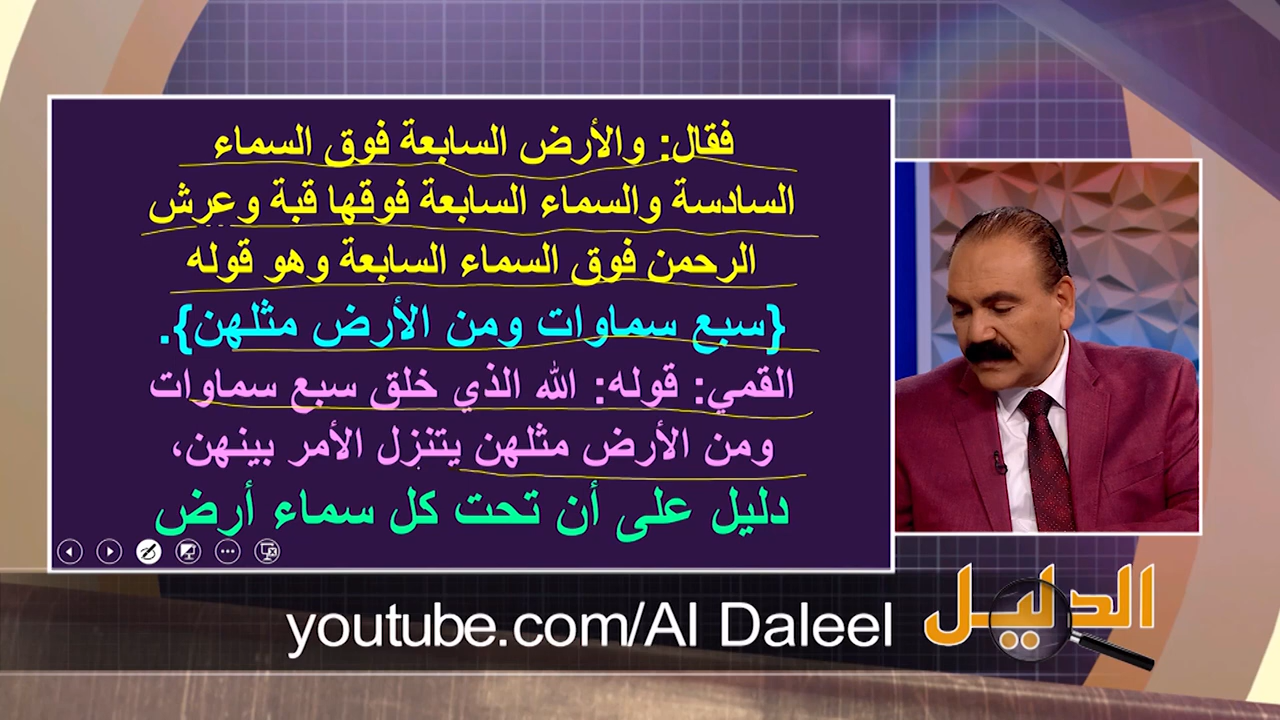 فقال: والأرض السابعة فوق السماء
السادسة والسماء السابعة فوقها قبة وعرش
الرحمن فوق السماء السابعة وهو قوله
{سبع سماوات ومن الأرض مثلهن}.
القمي: قوله: الله الذي خلق سبع سماوات
ومن الأرض مثلهن يتنزل الأمر بينهن،
دليل على أن تحت كل سماء أرض
youtube.com/Al Daleel
الدليل